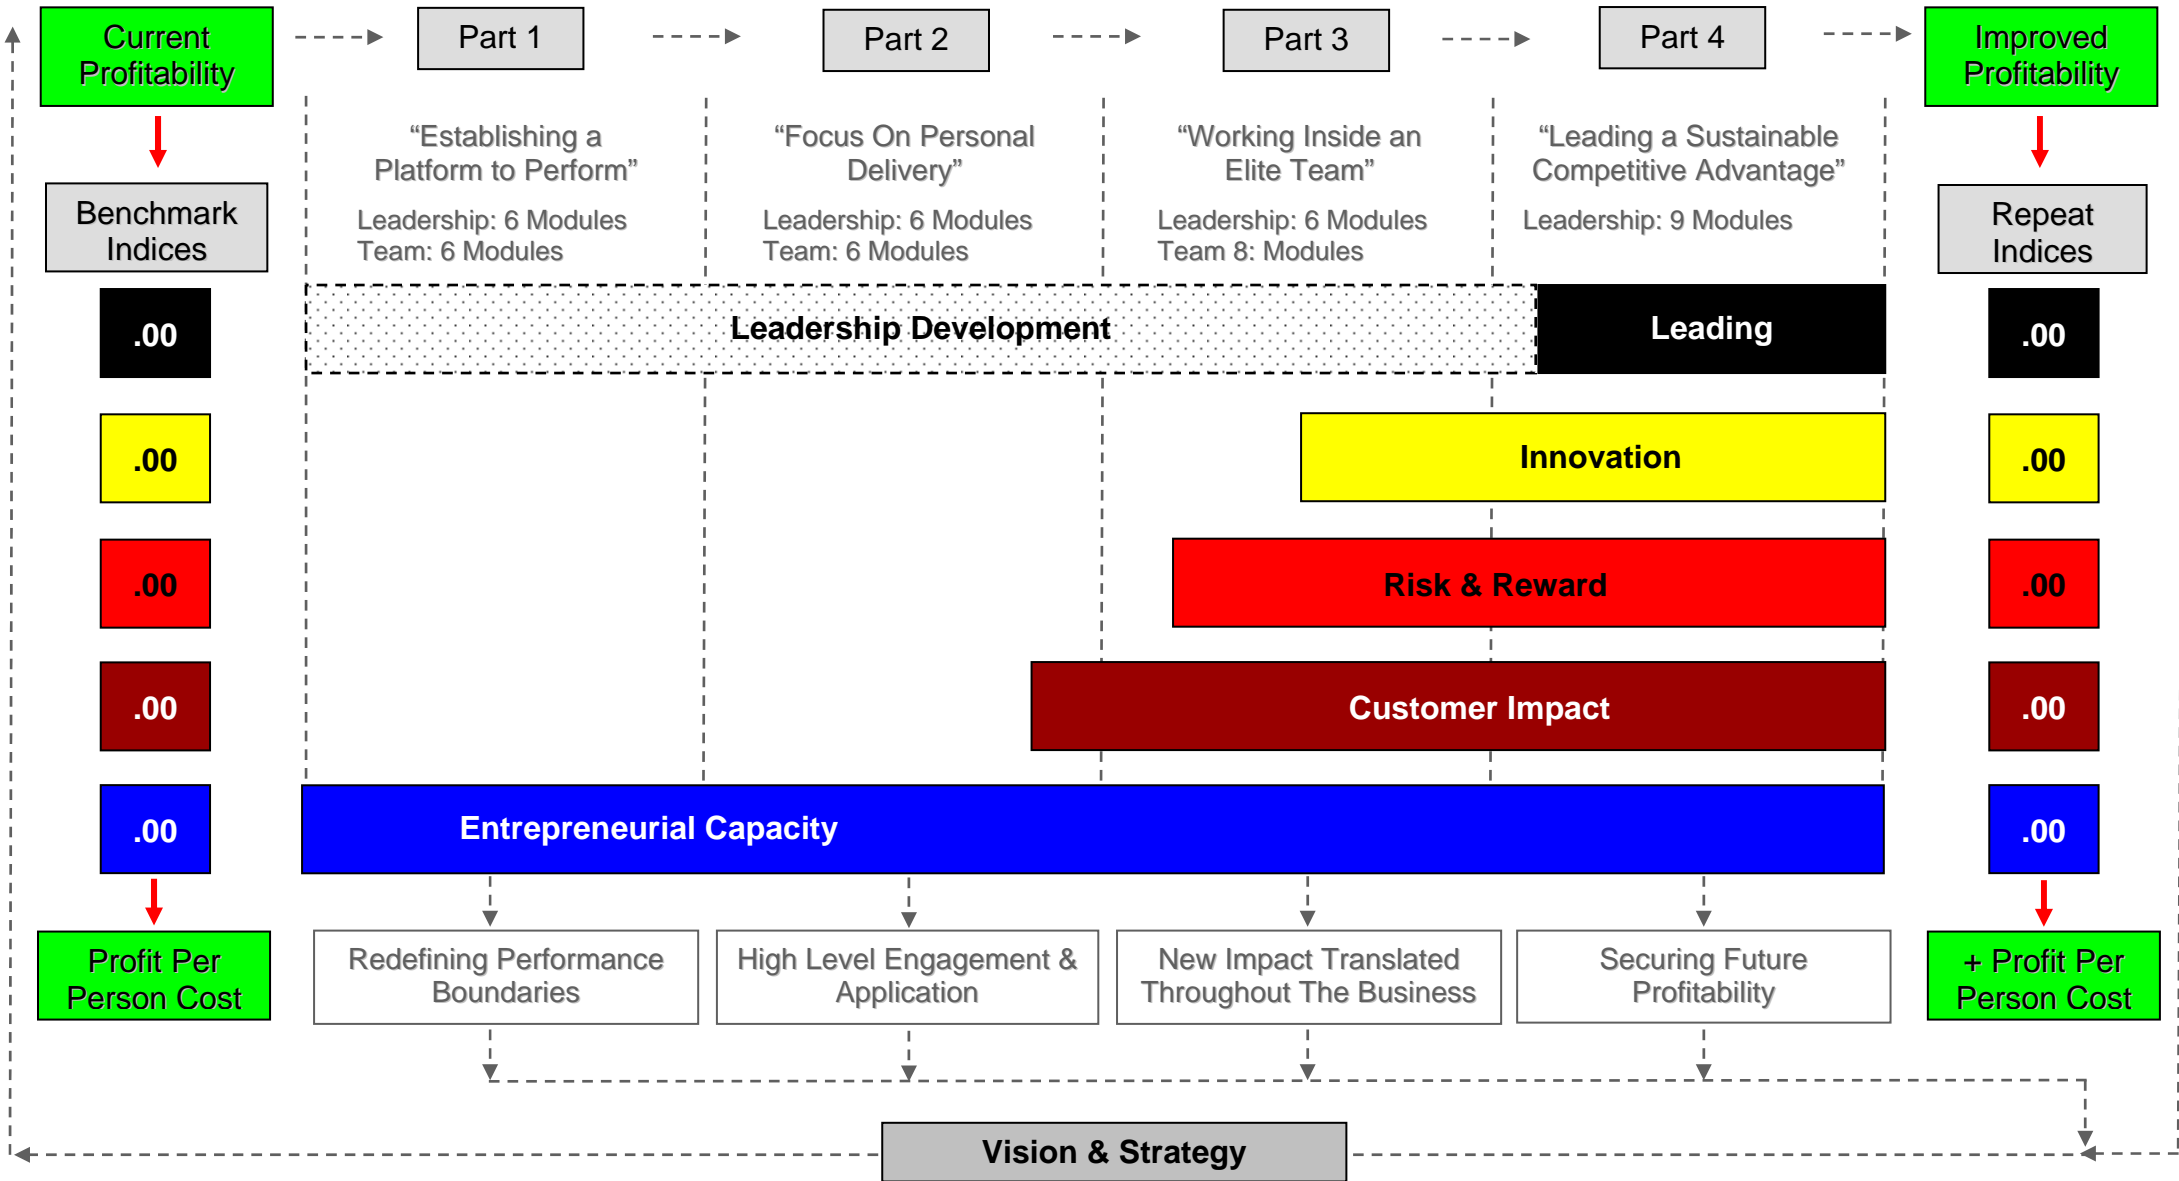 Current
Profitability
Part 1
Part 2
Part 3
Part 4
Improved
Profitability
“Establishing a
Platform to Perform”
“Focus On Personal
Delivery”
“Working Inside an
Elite Team”
“Leading a Sustainable
Competitive Advantage”
Benchmark
Indices
Leadership: 6 Modules
Team: 6 Modules
Leadership: 6 Modules
Team: 6 Modules
Leadership: 6 Modules
Team 8: Modules
Leadership: 9 Modules
Repeat
Indices
.00
Leadership Development
Leading
.00
.00
Innovation
.00
.00
Risk & Reward
.00
.00
Customer Impact
.00
.00
Entrepreneurial Capacity
.00
Profit Per
Person Cost
Redefining Performance
Boundaries
High Level Engagement &
Application
New Impact Translated
Throughout The Business
Securing Future
Profitability
+ Profit Per
Person Cost
Vision & Strategy